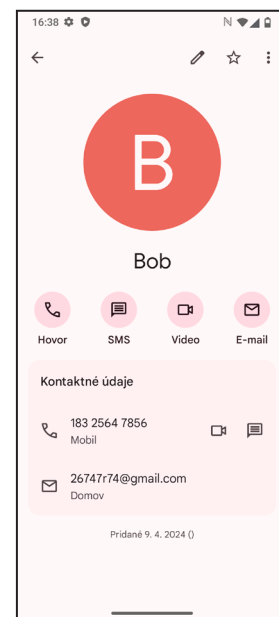 16:38
B
Bob
Hovor SMS Video E-mail
Kontaktné údaje
183 2564 7856
Mobil
26747r74@gmail.com
Domov
Pridané 9. 4. 2024 ()